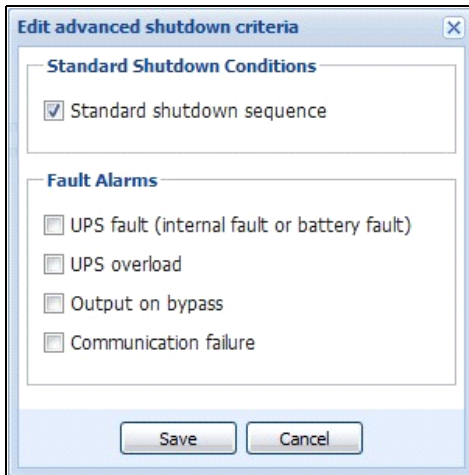 Edit advanced shutdown criteria
Standard Shutdown Conditions
Standard shutdown sequence
Fault Alarms
UPS fault (internal fault or battery fault)
UPS overload
Output on bypass
Communication failure
Save Cancel